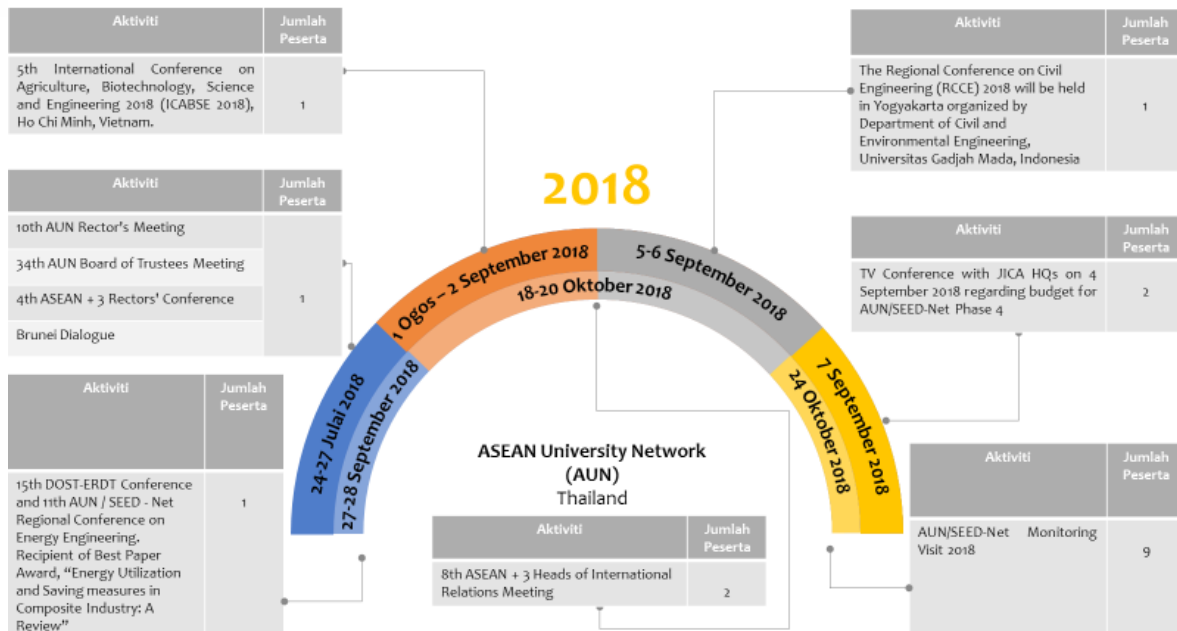 Aktiviti
Jumlah
Peserta
5th International Conference on
Agriculture, Biotechnology, Science
and Engineering 2018 (ICABSE 2018),
Ho Chi Minh, Vietnam.
1
Aktiviti
Jumlah
Peserta
The Regional Conference on Civil
Engineering (RCCE) 2018 will be held
in Yogyakarta organized by
Department of Civil and
Environmental Engineering,
Universitas Gadjah Mada, Indonesia
1
2018
Aktiviti
Jumlah
Peserta
10th AUN Rector's Meeting
34th AUN Board of Trustees Meeting
4th ASEAN + 3 Rectors' Conference
Brunei Dialogue
1
Aktiviti
Jumlah
Peserta
TV Conference with JICA HQs on 4
September 2018 regarding budget for
AUN/SEED-Net Phase 4
2
24-27 Julai 2018
1 Ogos – 2 September 2018
5-6 September 2018
7 September 2018
27-28 September 2018
18-20 Oktober 2018
24 Oktober 2018
Aktiviti
Jumlah
Peserta
15th DOST-ERDT Conference
and 11th AUN / SEED - Net
Regional Conference on
Energy Engineering.
Recipient of Best Paper
Award, “Energy Utilization
and Saving measures in
Composite Industry: A
Review”
1
ASEAN University Network
(AUN)
Thailand
Aktiviti
Jumlah
Peserta
8th ASEAN + 3 Heads of International
Relations Meeting
2
Aktiviti
Jumlah
Peserta
AUN/SEED-Net Monitoring
Visit 2018
9